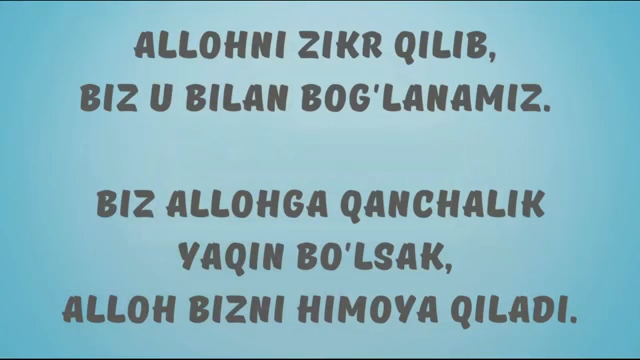 ALLOHNI ZIKR QILIB,
BIZ U BILAN BOG'LANAMIZ.
BIZ ALLOHGA QANCHALIK
YAQIN BO'LSAK,
ALLOH BIZNI HIMOYA QILADI.